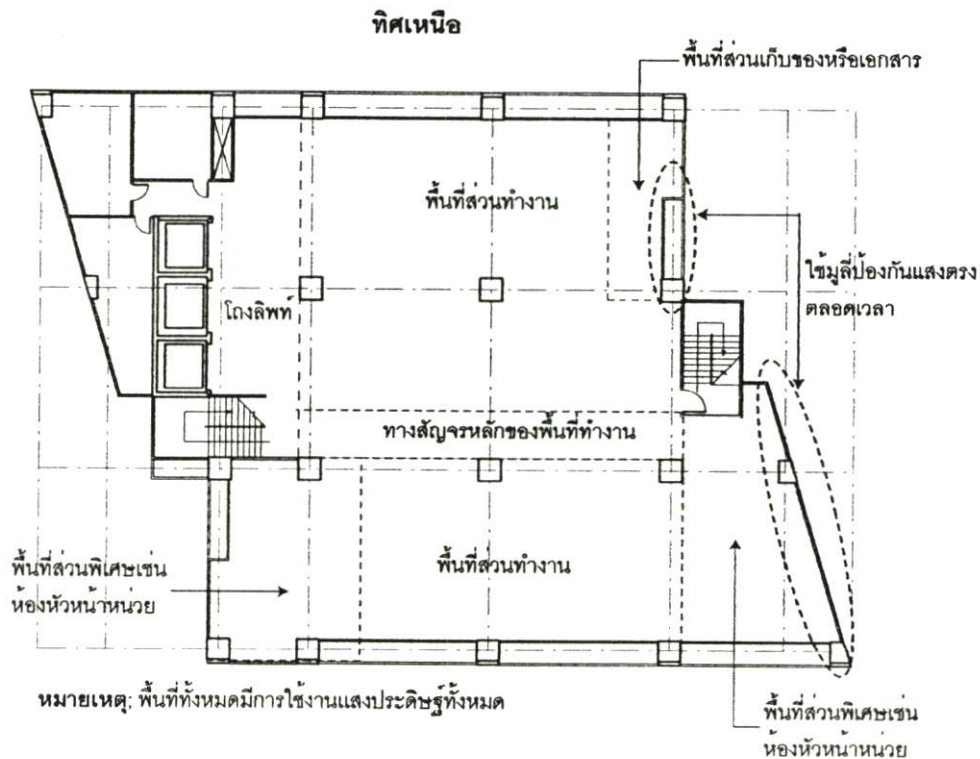 ทิศเหนือ
พื้นที่ส่วนเก็บของหรือเอกสาร
พื้นที่ส่วนทำงาน
ใช้มูลี่ป้องกันแสงตรง
ตลอดเวลา
โถงลิฟท์
ทางสัญจรหลักของพื้นที่ทำงาน
พื้นที่ส่วนทำงาน
พื้นที่ส่วนพิเศษเช่น
ห้องหัวหน้าหน่วย
หมายเหตุ: พื้นที่ทั้งหมดมีการใช้งานแสงประดิษฐ์ทั้งหมด
พื้นที่ส่วนพิเศษเช่น
ห้องหัวหน้าหน่วย